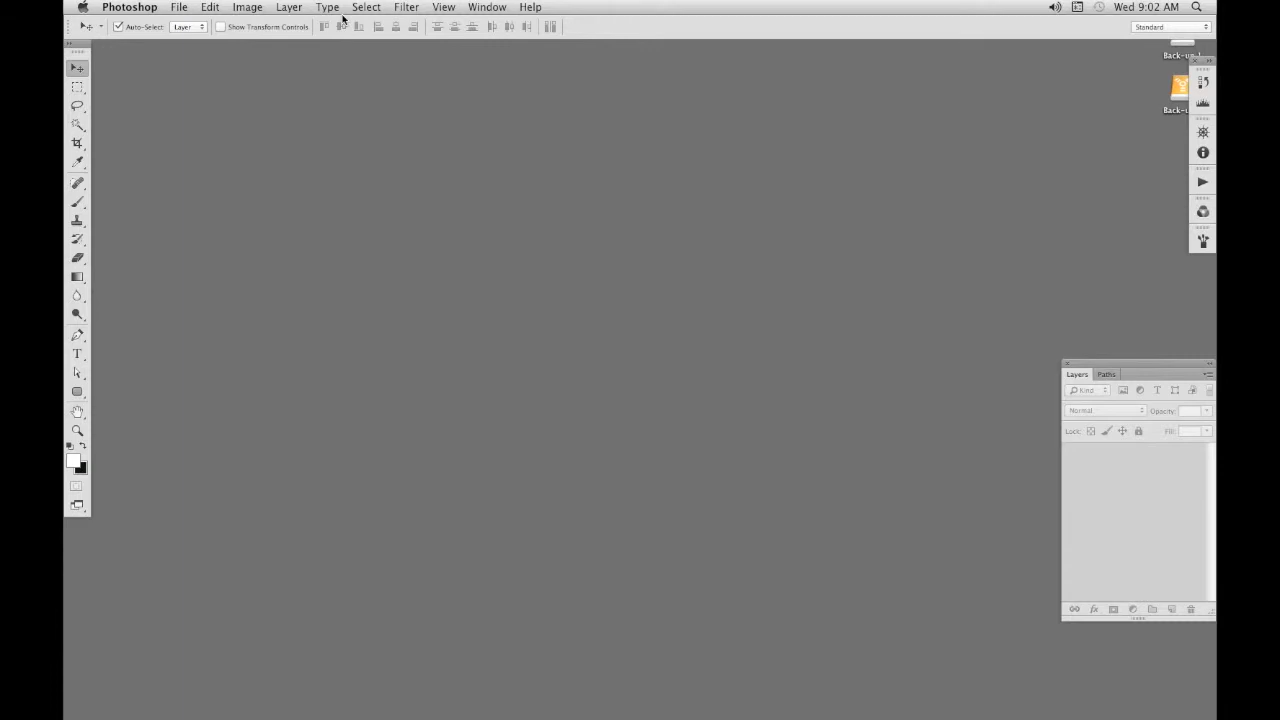 Photoshop File Edit Image Layer Type Select Filter View Window Help Wed 9:02 AM
Auto-Select: Layer Show Transform Controls Standard
Back-up
Layers Paths
Kind
Normal Opacity:
Lock: Fill:
T